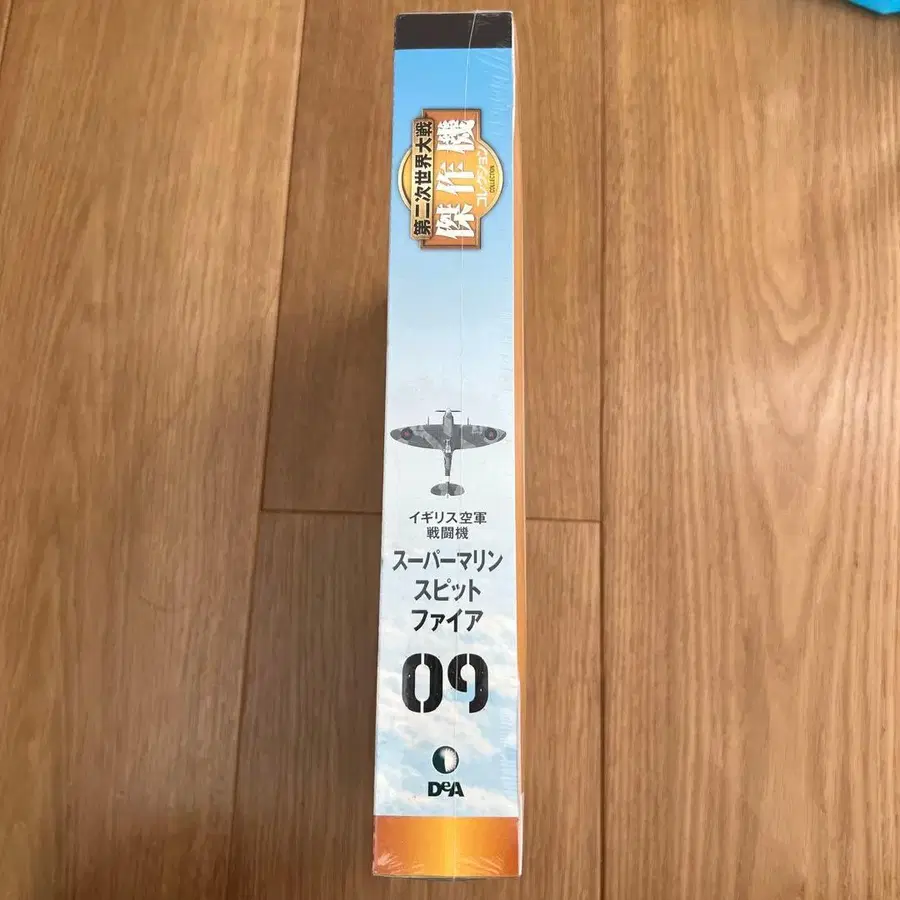 第二次世界大戦
傑作機
コレクション
COLLECTION
イギリス空軍
戦闘機
スーパーマリン
スピット
ファイア
09
DeA